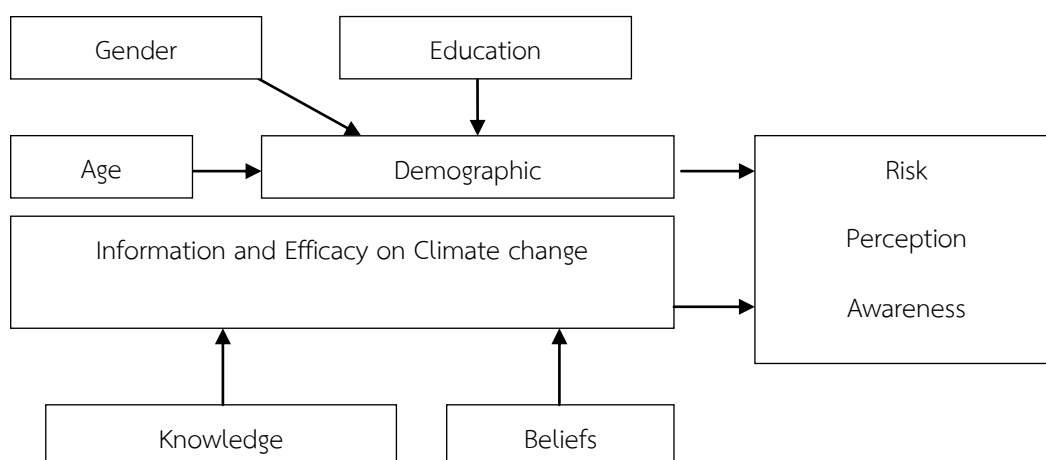 Gender
Education
Age
Demographic
Risk
Information and Efficacy on Climate change
Perception
Awareness
Knowledge
Beliefs